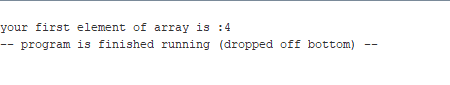 your first element of array is :4
-- program is finished running (dropped off bottom) --